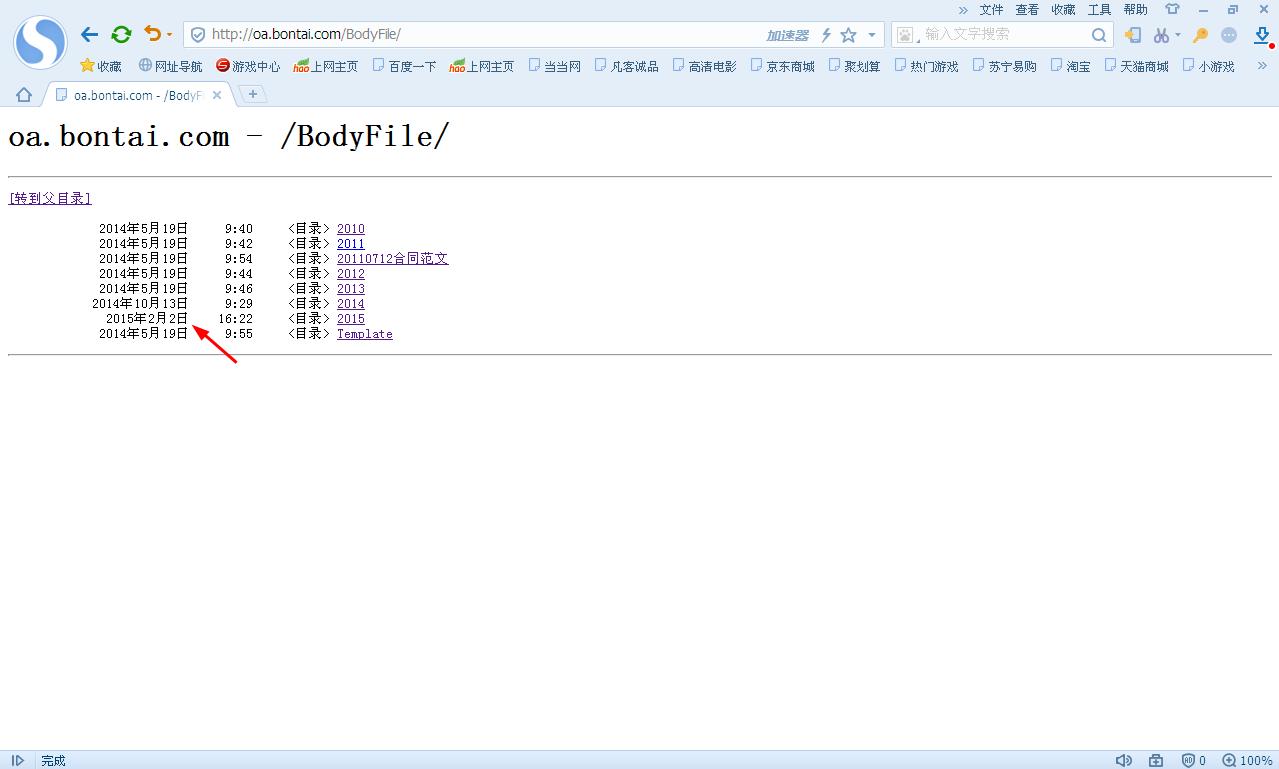 » 文件 查看 收藏 工具 帮助
http://oa.bontai.com/BodyFile/ 加速器 输入文字搜索
收藏 网址导航 游戏中心 hao 上网主页 百度一下 hao 上网主页 当当网 凡客诚品 高清电影 京东商城 聚划算 热门游戏 苏宁易购 淘宝 天猫商城 小游戏 »
oa.bontai.com - /BodyFi
oa.bontai.com - /BodyFile/
[转到父目录]
2014年5月19日 9:40 <目录> 2010
2014年5月19日 9:42 <目录> 2011
2014年5月19日 9:54 <目录> 20110712合同范文
2014年5月19日 9:44 <目录> 2012
2014年5月19日 9:46 <目录> 2013
2014年10月13日 9:29 <目录> 2014
2015年2月2日 16:22 <目录> 2015
2014年5月19日 9:55 <目录> Template
完成 0 100%